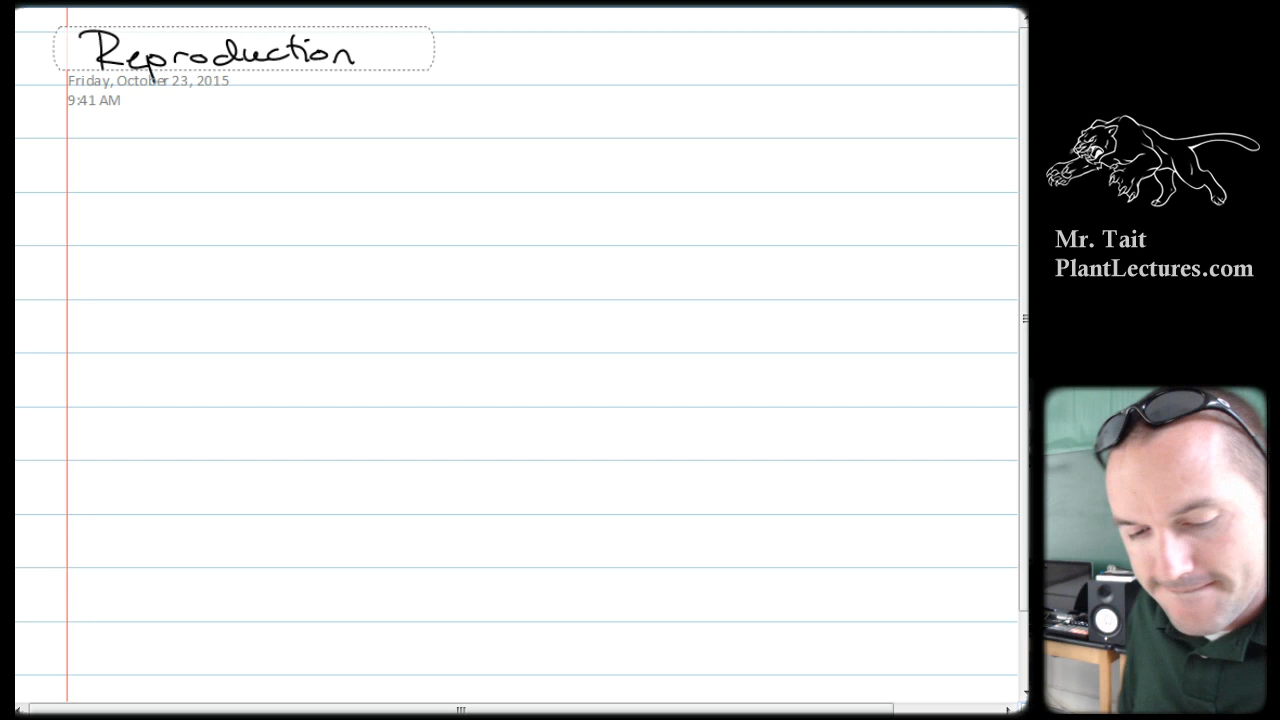 Reproduction
Friday, October 23, 2015
9:41 AM
Mr. Tait
PlantLectures.com